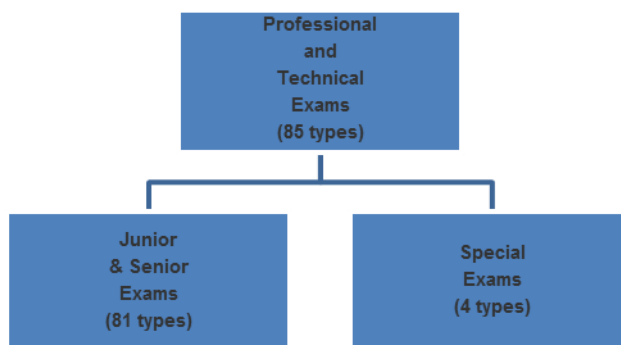 Professional
and
Technical
Exams
(85 types)
Junior
& Senior
Exams
(81 types)
Special
Exams
(4 types)